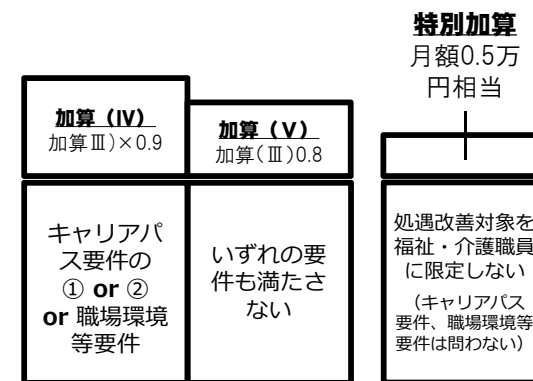 特別加算
月額0.5万
円相当
加算（Ⅳ）
加算Ⅲ)×0.9
加算（Ⅴ）
加算(Ⅲ)0.8
キャリアパ
ス要件の
① or ②
or 職場環境
等要件
いずれの要
件も満たさ
ない
処遇改善対象を
福祉・介護職員
に限定しない
（キャリアパス
要件、職場環境等
要件は問わない）